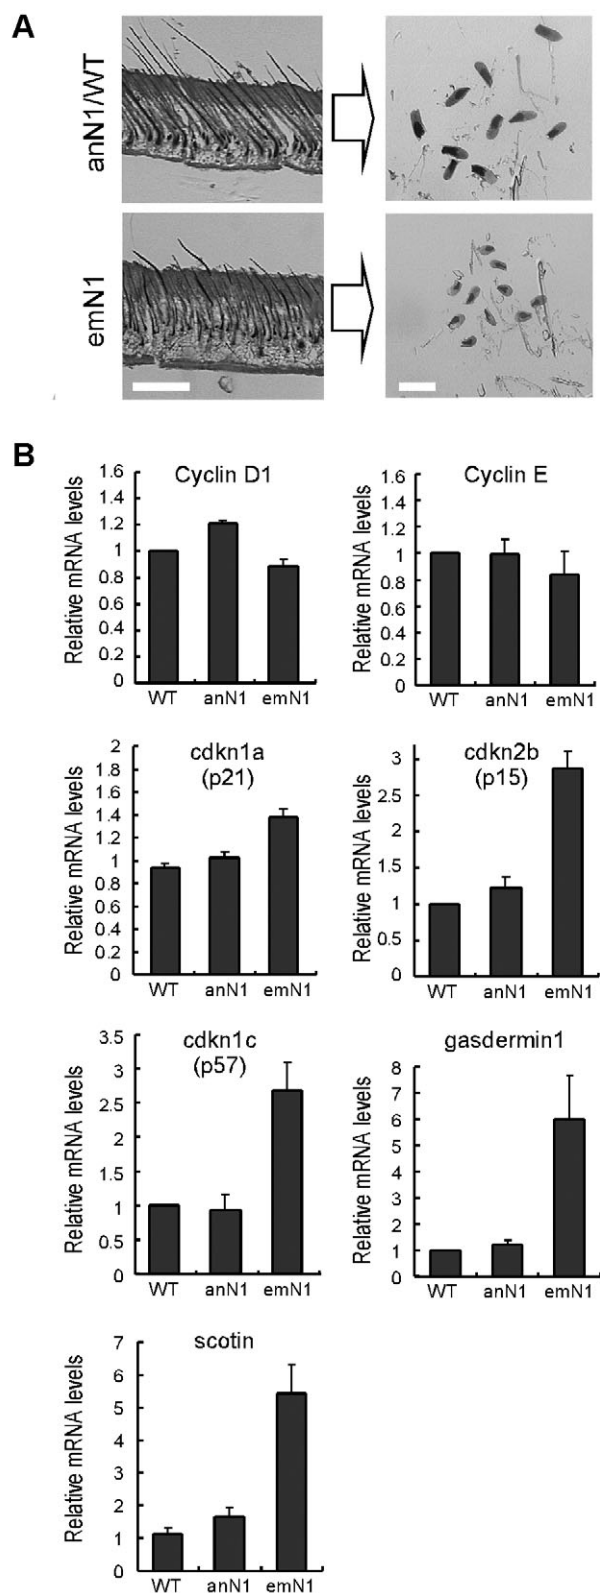 A
anN1/WT
emN1
B
Cyclin D1
Relative mRNA levels
1.6
1.4
1.2
1
0.8
0.6
0.4
0.2
0
WT anN1 emN1
Cyclin E
Relative mRNA levels
1.6
1.4
1.2
1
0.8
0.6
0.4
0.2
0
WT anN1 emN1
cdkn1a
(p21)
Relative mRNA levels
2
1.8
1.4
1.2
1
0.8
0.6
0.4
0.2
0
WT anN1 emN1
cdkn2b
(p15)
Relative mRNA levels
3
2.5
2
1.5
1
0.5
0
WT anN1 emN1
cdkn1c
(p57)
Relative mRNA levels
3.5
3
2.5
2
1.5
1
0.5
0
WT anN1 emN1
gasdermin1
Relative mRNA levels
8
7
6
5
4
3
2
1
0
WT anN1 emN1
scotin
Relative mRNA levels
7
6
5
4
3
2
1
0
WT anN1 emN1